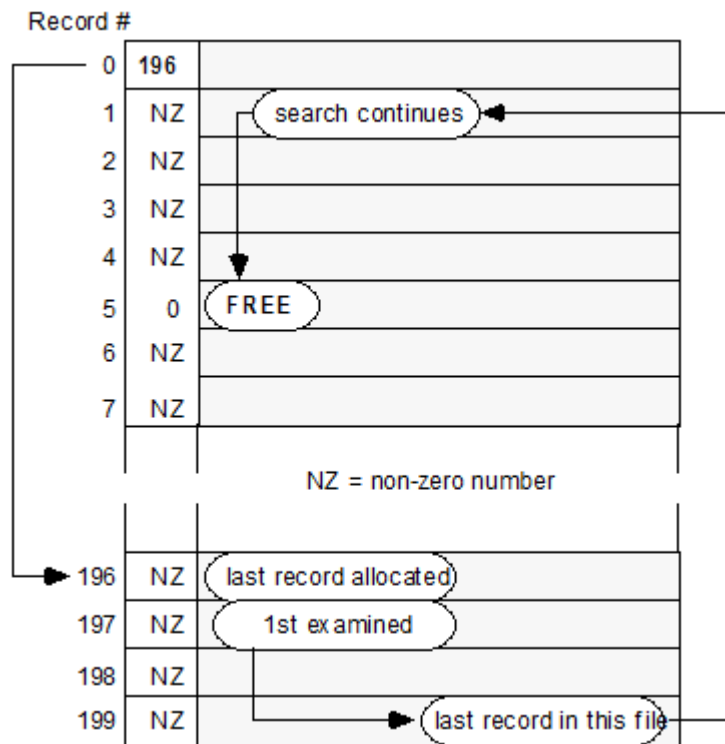 Record #
0 196
1 NZ search continues
2 NZ
3 NZ
4 NZ
5 0 FREE
6 NZ
7 NZ
NZ = non-zero number
196 NZ last record allocated
197 NZ 1st examined
198 NZ
199 NZ last record in this file